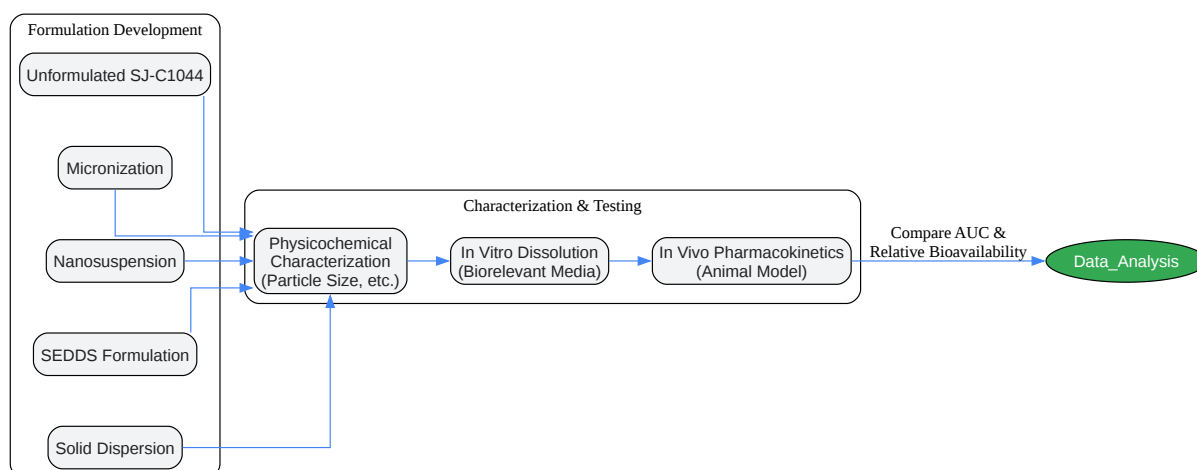 Formulation Development
Unformulated SJ-C1044
Micronization
Nanosuspension
SEDDS Formulation
Solid Dispersion
Characterization & Testing
Physicochemical
Characterization
(Particle Size, etc.)
In Vitro Dissolution
(Biorelevant Media)
In Vivo Pharmacokinetics
(Animal Model)
Compare AUC &
Relative Bioavailability
Data_Analysis